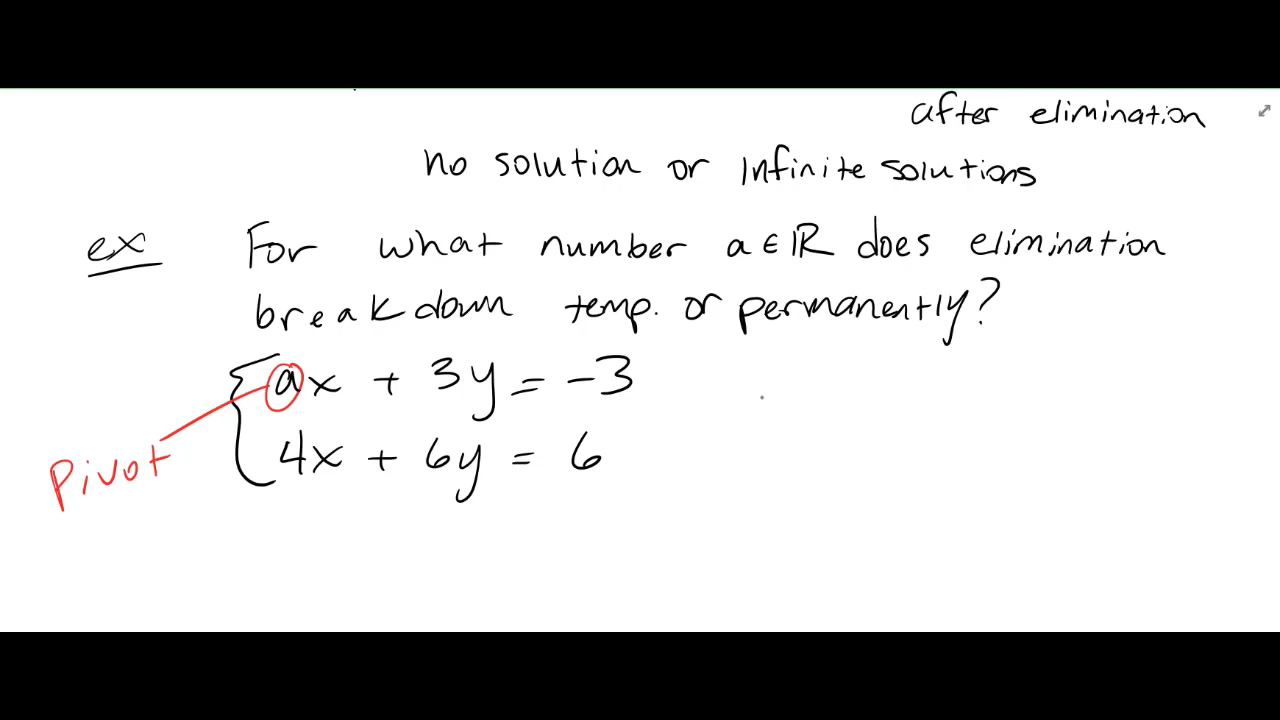 after elimination
no solution or infinite solutions
ex For what number a ∈ ℝ does elimination
breakdown temp. or permanently?
ax + 3y = -3
4x + 6y = 6
Pivot